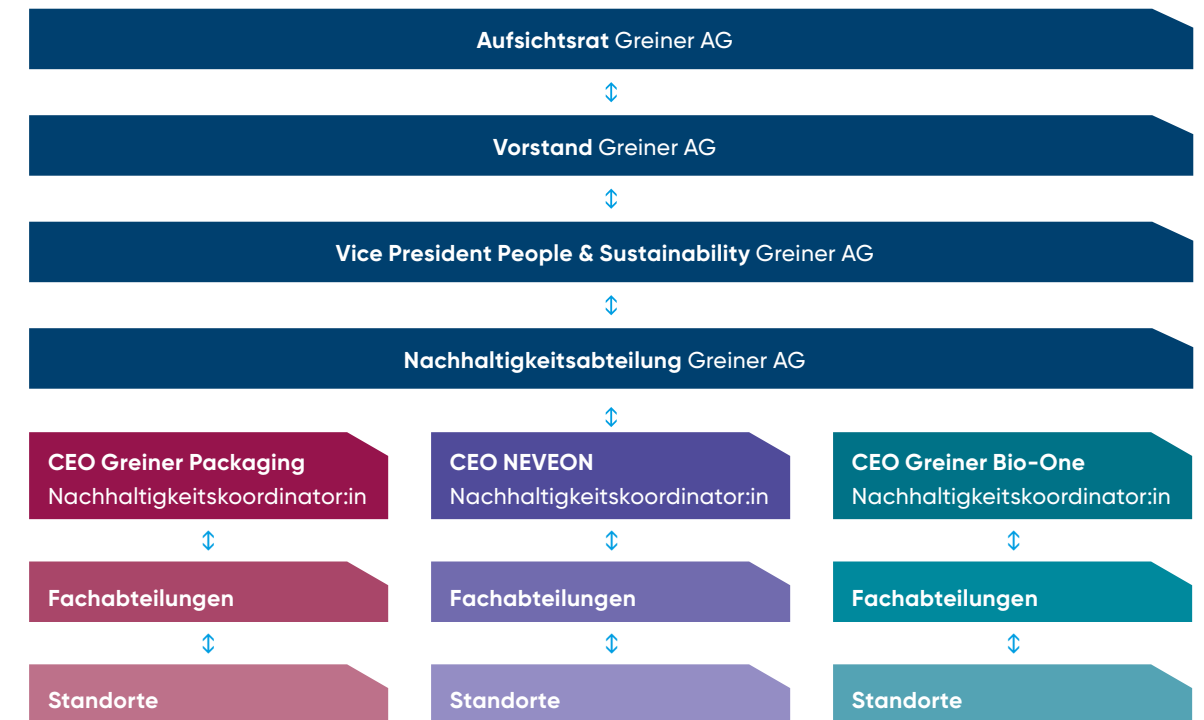 Aufsichtsrat Greiner AG
Vorstand Greiner AG
Vice President People & Sustainability Greiner AG
Nachhaltigkeitsabteilung Greiner AG
CEO Greiner Packaging
Nachhaltigkeitskoordinator:in
CEO NEVEON
Nachhaltigkeitskoordinator:in
CEO Greiner Bio-One
Nachhaltigkeitskoordinator:in
Fachabteilungen
Fachabteilungen
Fachabteilungen
Standorte
Standorte
Standorte